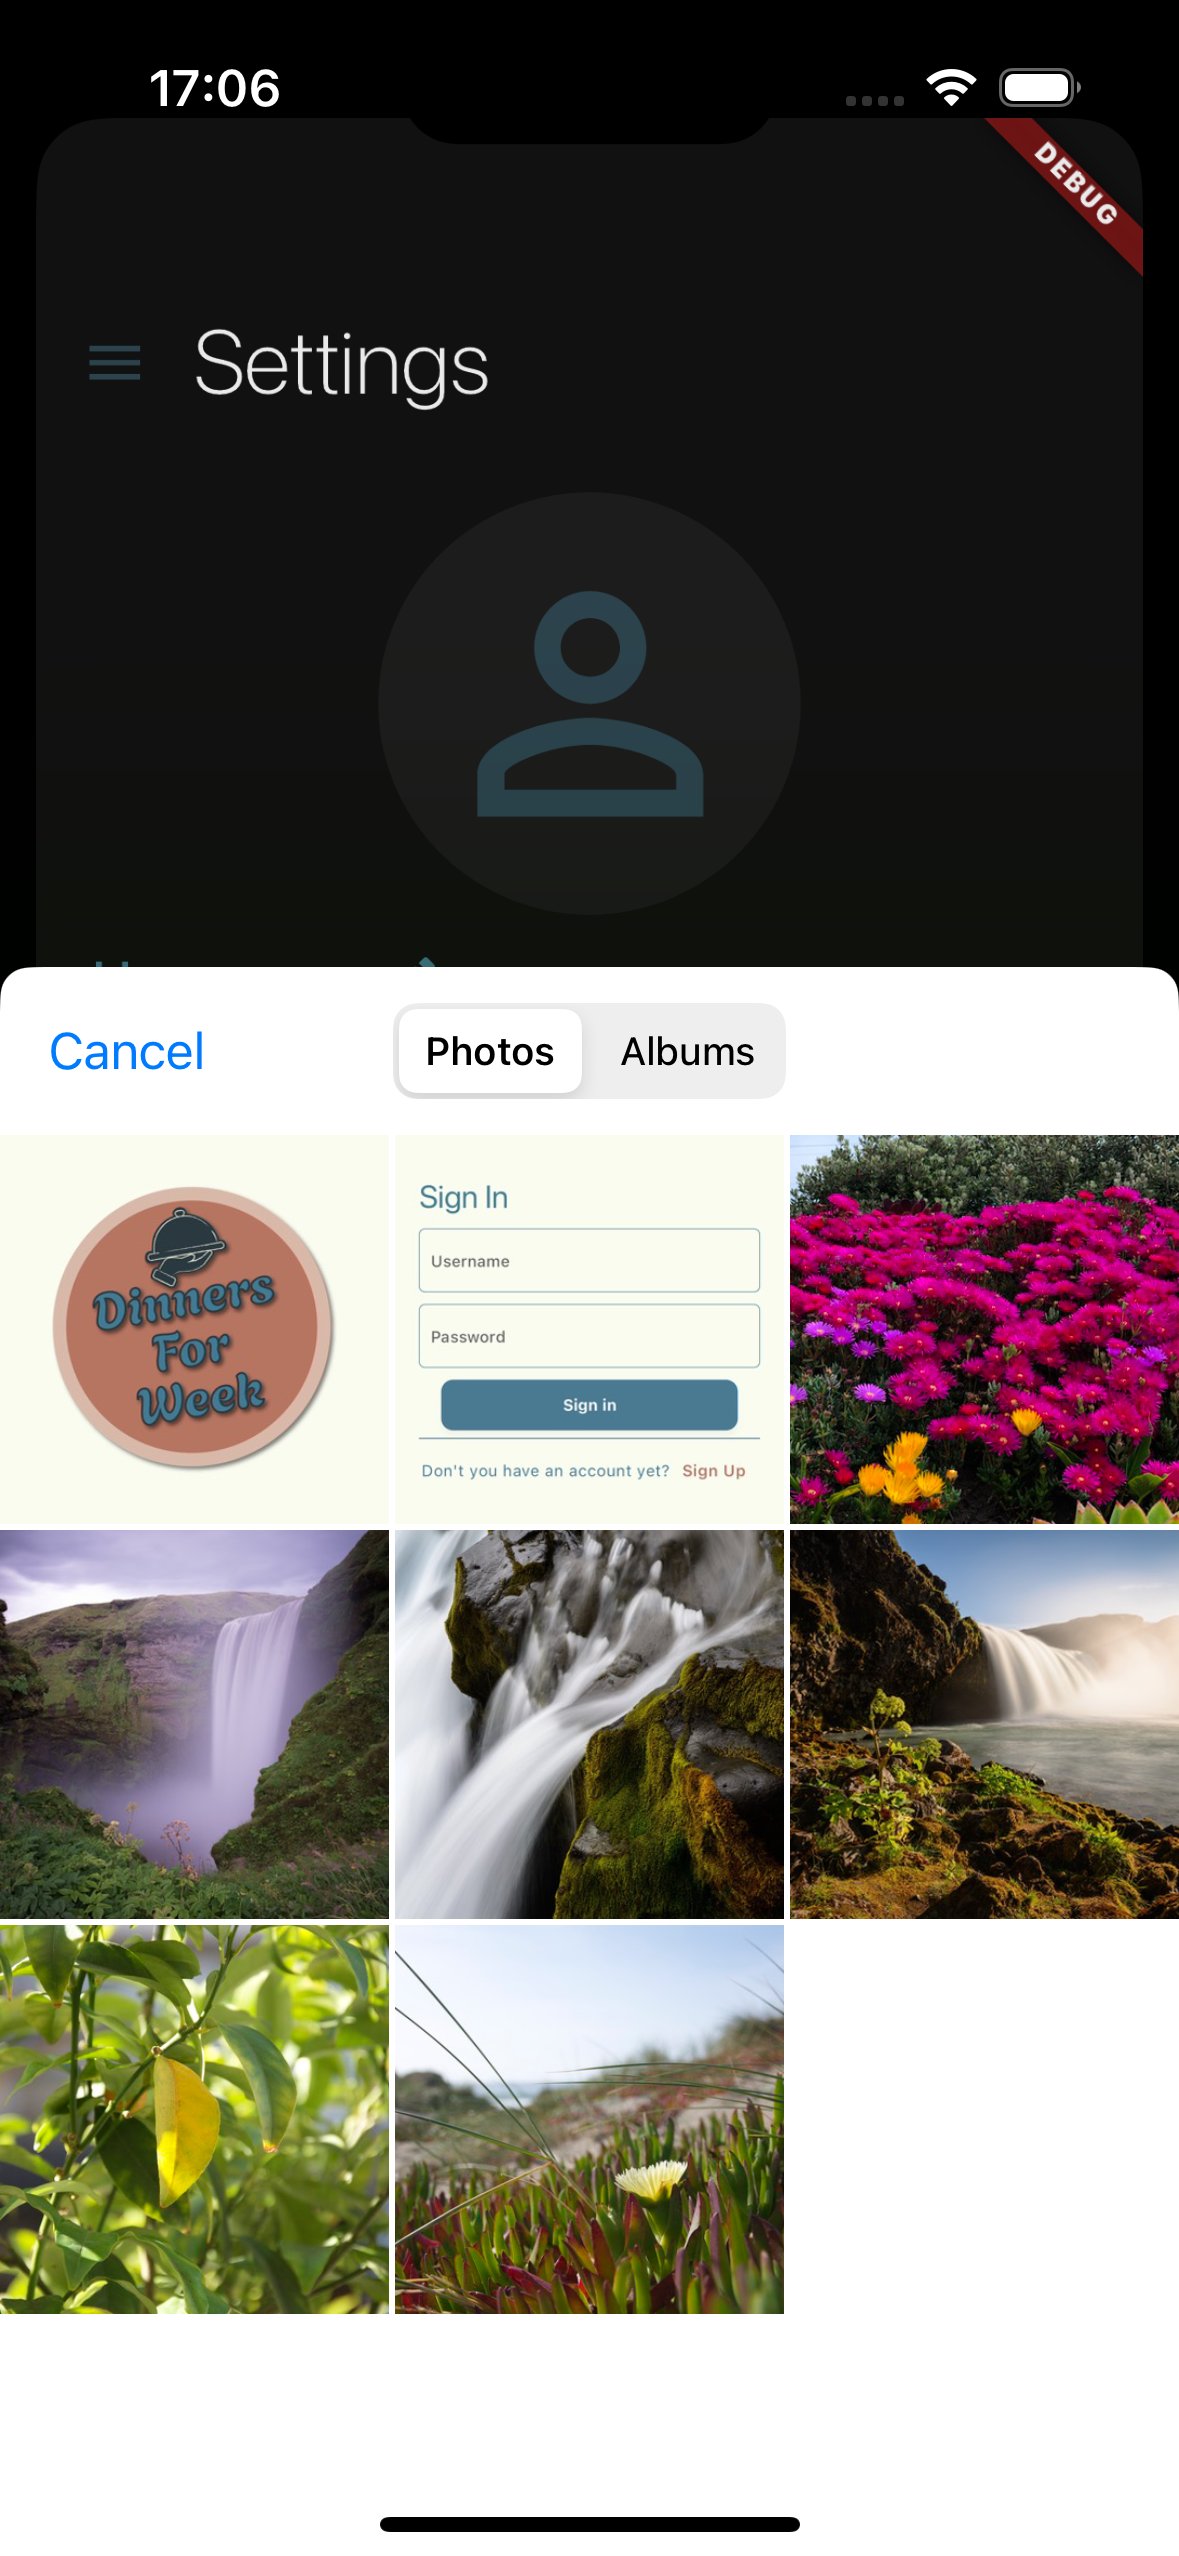 17:06
DEBUG
Settings
Cancel
Photos
Albums
Dinners
For
Week
Sign In
Username
Password
Sign in
Don't you have an account yet? Sign Up